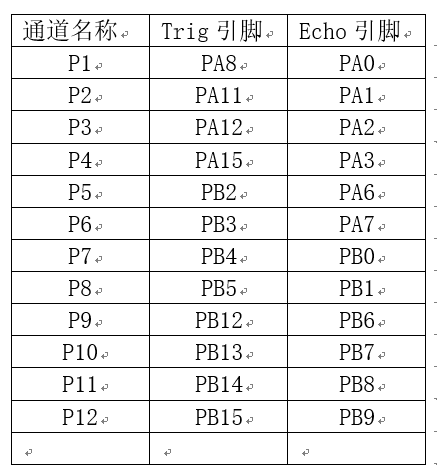 通道名称 Trig 引脚 Echo 引脚
P1 PA8 PA0
P2 PA11 PA1
P3 PA12 PA2
P4 PA15 PA3
P5 PB2 PA6
P6 PB3 PA7
P7 PB4 PB0
P8 PB5 PB1
P9 PB12 PB6
P10 PB13 PB7
P11 PB14 PB8
P12 PB15 PB9